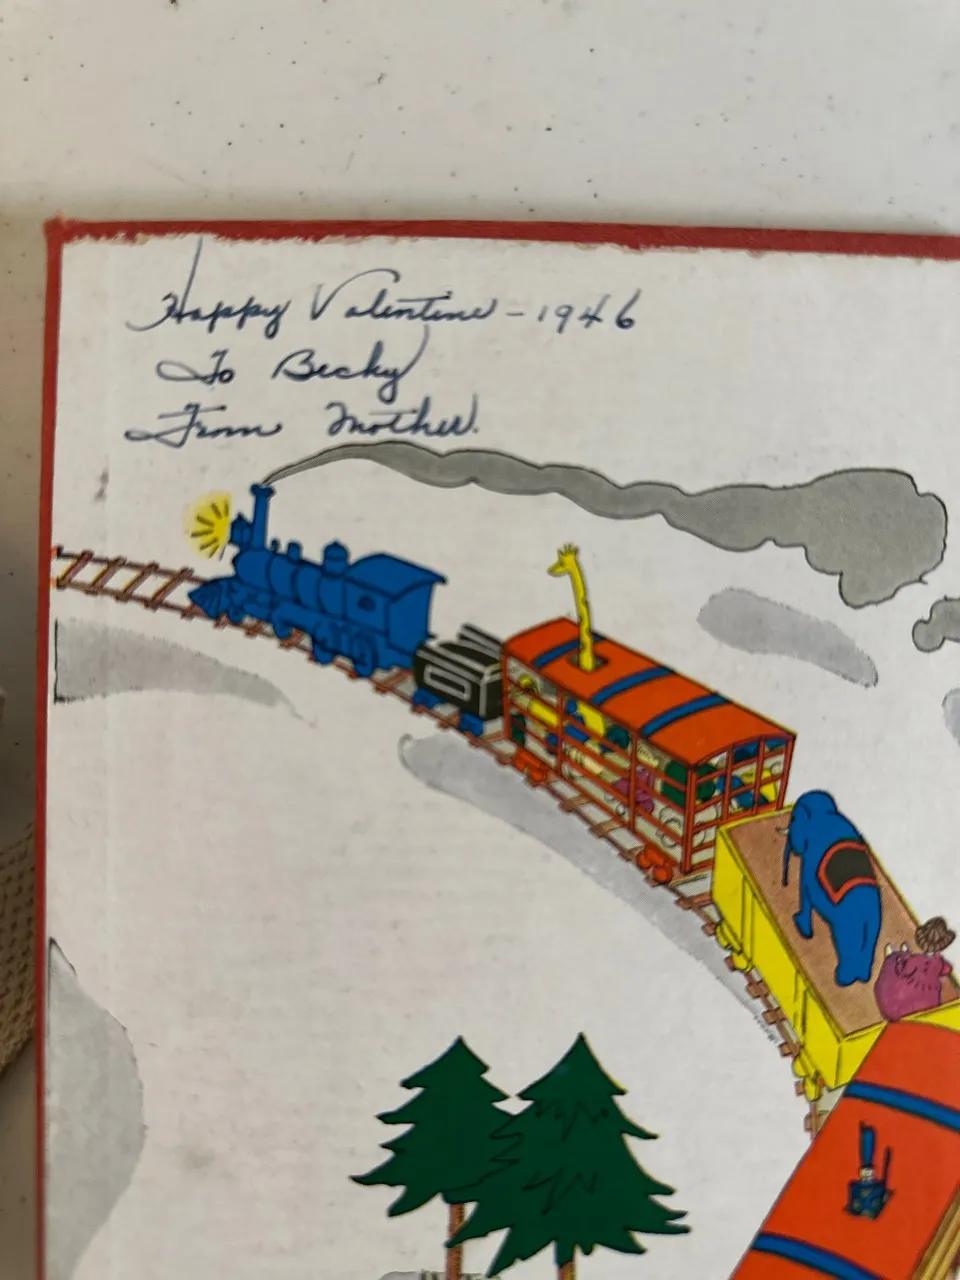 Happy Valentine - 1946
To Becky
From Mother.